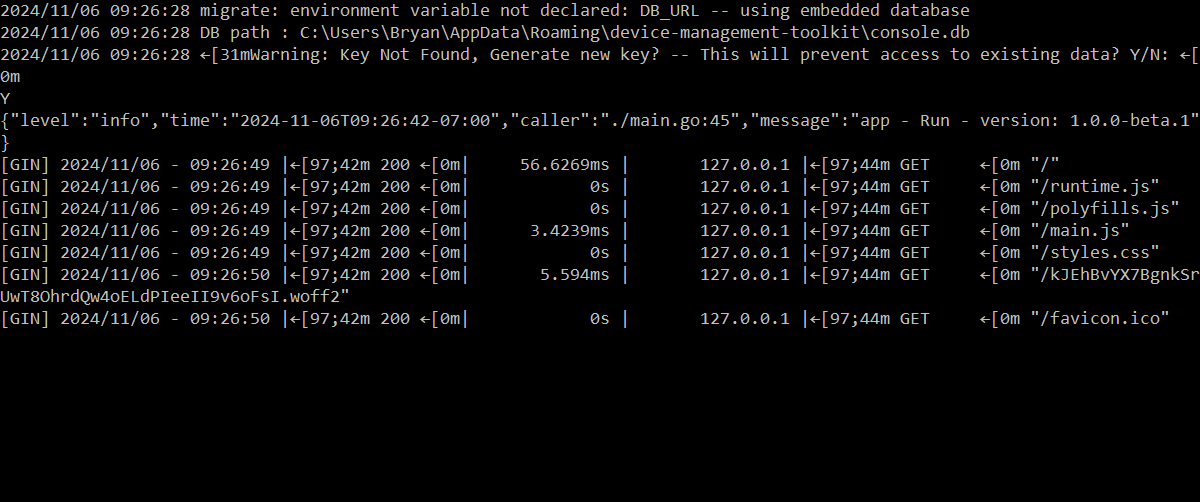 2024/11/06 09:26:28 migrate: environment variable not declared: DB_URL -- using embedded database
2024/11/06 09:26:28 DB path : C:\Users\Bryan\AppData\Roaming\device-management-toolkit\console.db
2024/11/06 09:26:28 ←[31mWarning: Key Not Found, Generate new key? -- This will prevent access to existing data? Y/N: ←[
0m
Y
{"level":"info","time":"2024-11-06T09:26:42-07:00","caller":"./main.go:45","message":"app - Run - version: 1.0.0-beta.1"
}
[GIN] 2024/11/06 - 09:26:49 |←[97;42m 200 ←[0m|     56.6269ms |       127.0.0.1 |←[97;44m GET     ←[0m "/"
[GIN] 2024/11/06 - 09:26:49 |←[97;42m 200 ←[0m|            0s |       127.0.0.1 |←[97;44m GET     ←[0m "/runtime.js"
[GIN] 2024/11/06 - 09:26:49 |←[97;42m 200 ←[0m|            0s |       127.0.0.1 |←[97;44m GET     ←[0m "/polyfills.js"
[GIN] 2024/11/06 - 09:26:49 |←[97;42m 200 ←[0m|      3.4239ms |       127.0.0.1 |←[97;44m GET     ←[0m "/main.js"
[GIN] 2024/11/06 - 09:26:49 |←[97;42m 200 ←[0m|            0s |       127.0.0.1 |←[97;44m GET     ←[0m "/styles.css"
[GIN] 2024/11/06 - 09:26:50 |←[97;42m 200 ←[0m|       5.594ms |       127.0.0.1 |←[97;44m GET     ←[0m "/kJEhBvYX7BgnkSr
UwT8OhrdQw4oELdPIeeII9v6oFsI.woff2"
[GIN] 2024/11/06 - 09:26:50 |←[97;42m 200 ←[0m|            0s |       127.0.0.1 |←[97;44m GET     ←[0m "/favicon.ico"